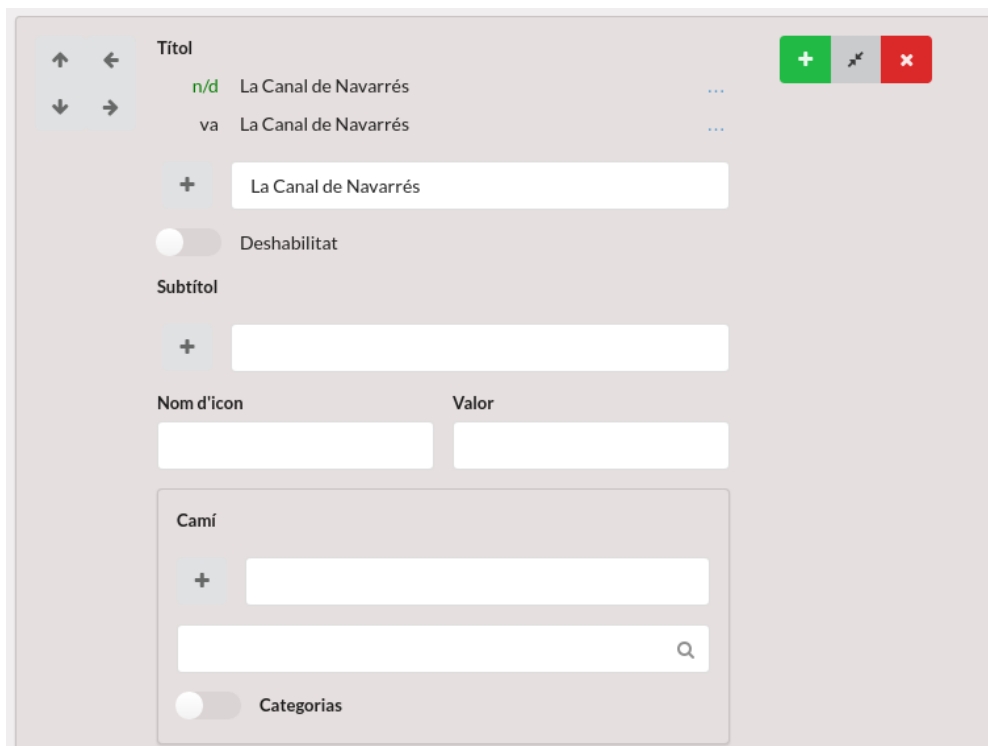 Títol
n/d La Canal de Navarrés ...
va La Canal de Navarrés ...
La Canal de Navarrés
Deshabilitat
Subtítol
Nom d'icon Valor
Camí
Categorias